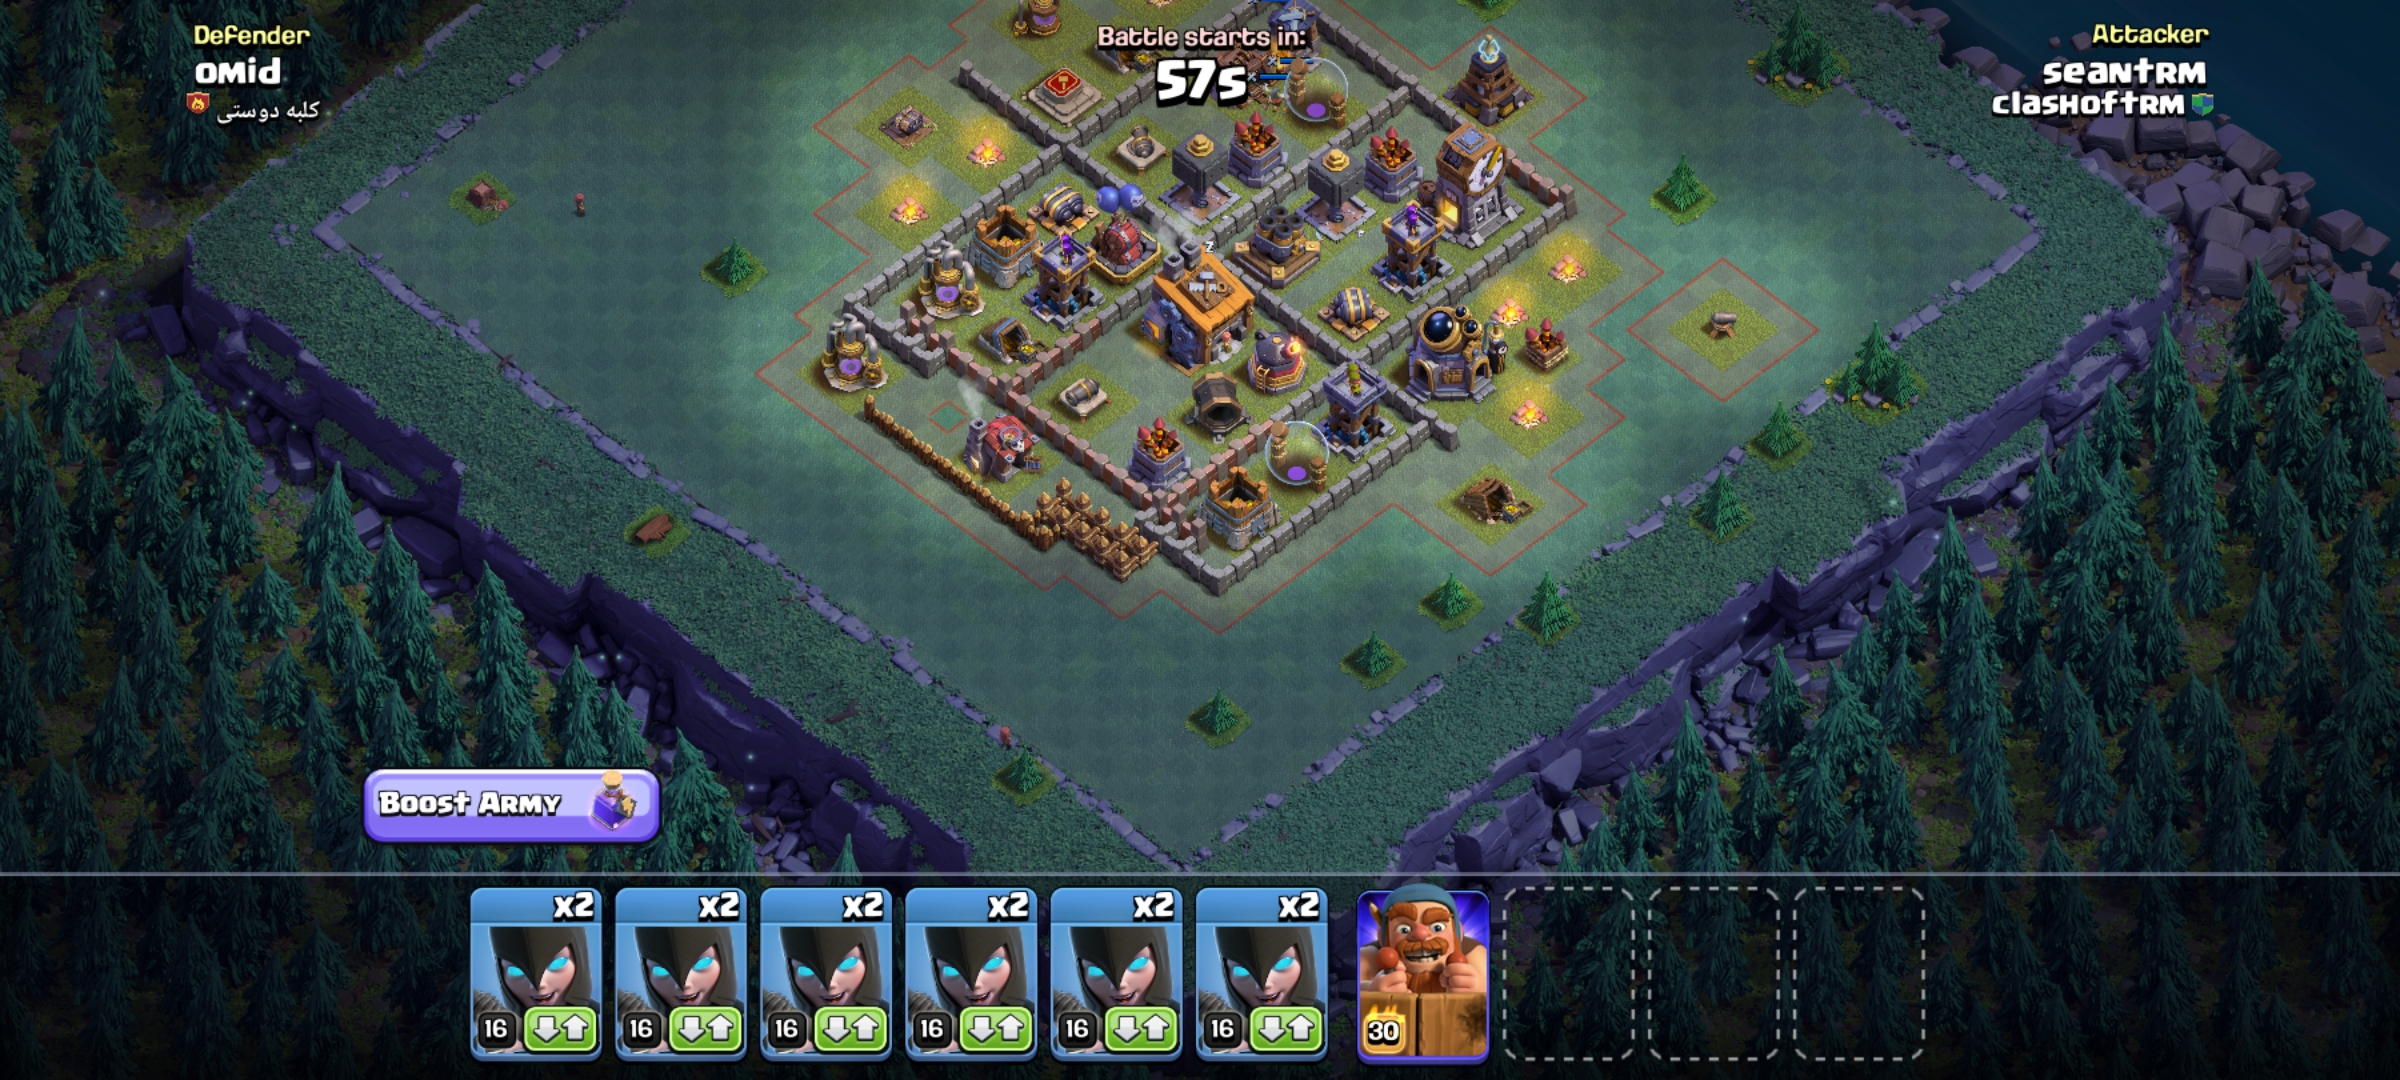 Defender
OMid
کلبه دوستی
Battle starts in:
57s
Attacker
seantRM
clashoftRM
z
Boost Army
x2
x2
x2
x2
x2
x2
16
16
16
16
16
16
30